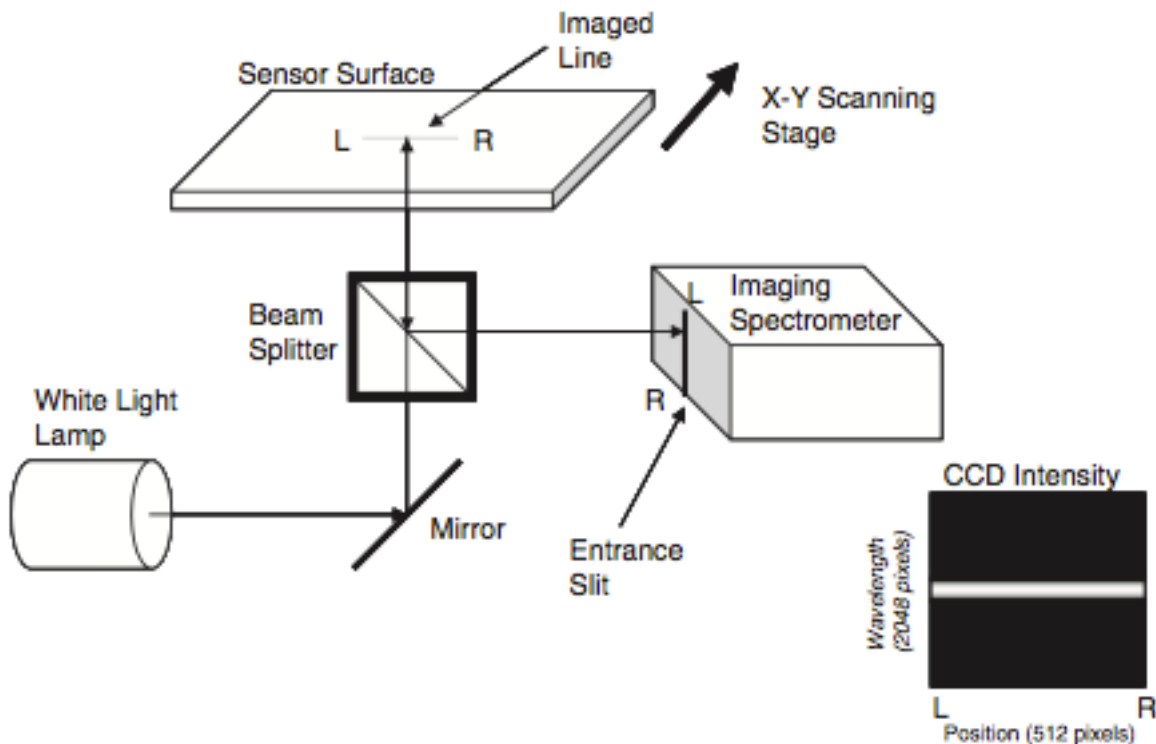 Imaged
Line
Sensor Surface
X-Y Scanning
Stage
L
R
Beam
Splitter
L
Imaging
Spectrometer
R
White Light
Lamp
Mirror
Entrance
Slit
CCD Intensity
Wavelength
(2048 pixels)
L
R
Position (512 pixels)